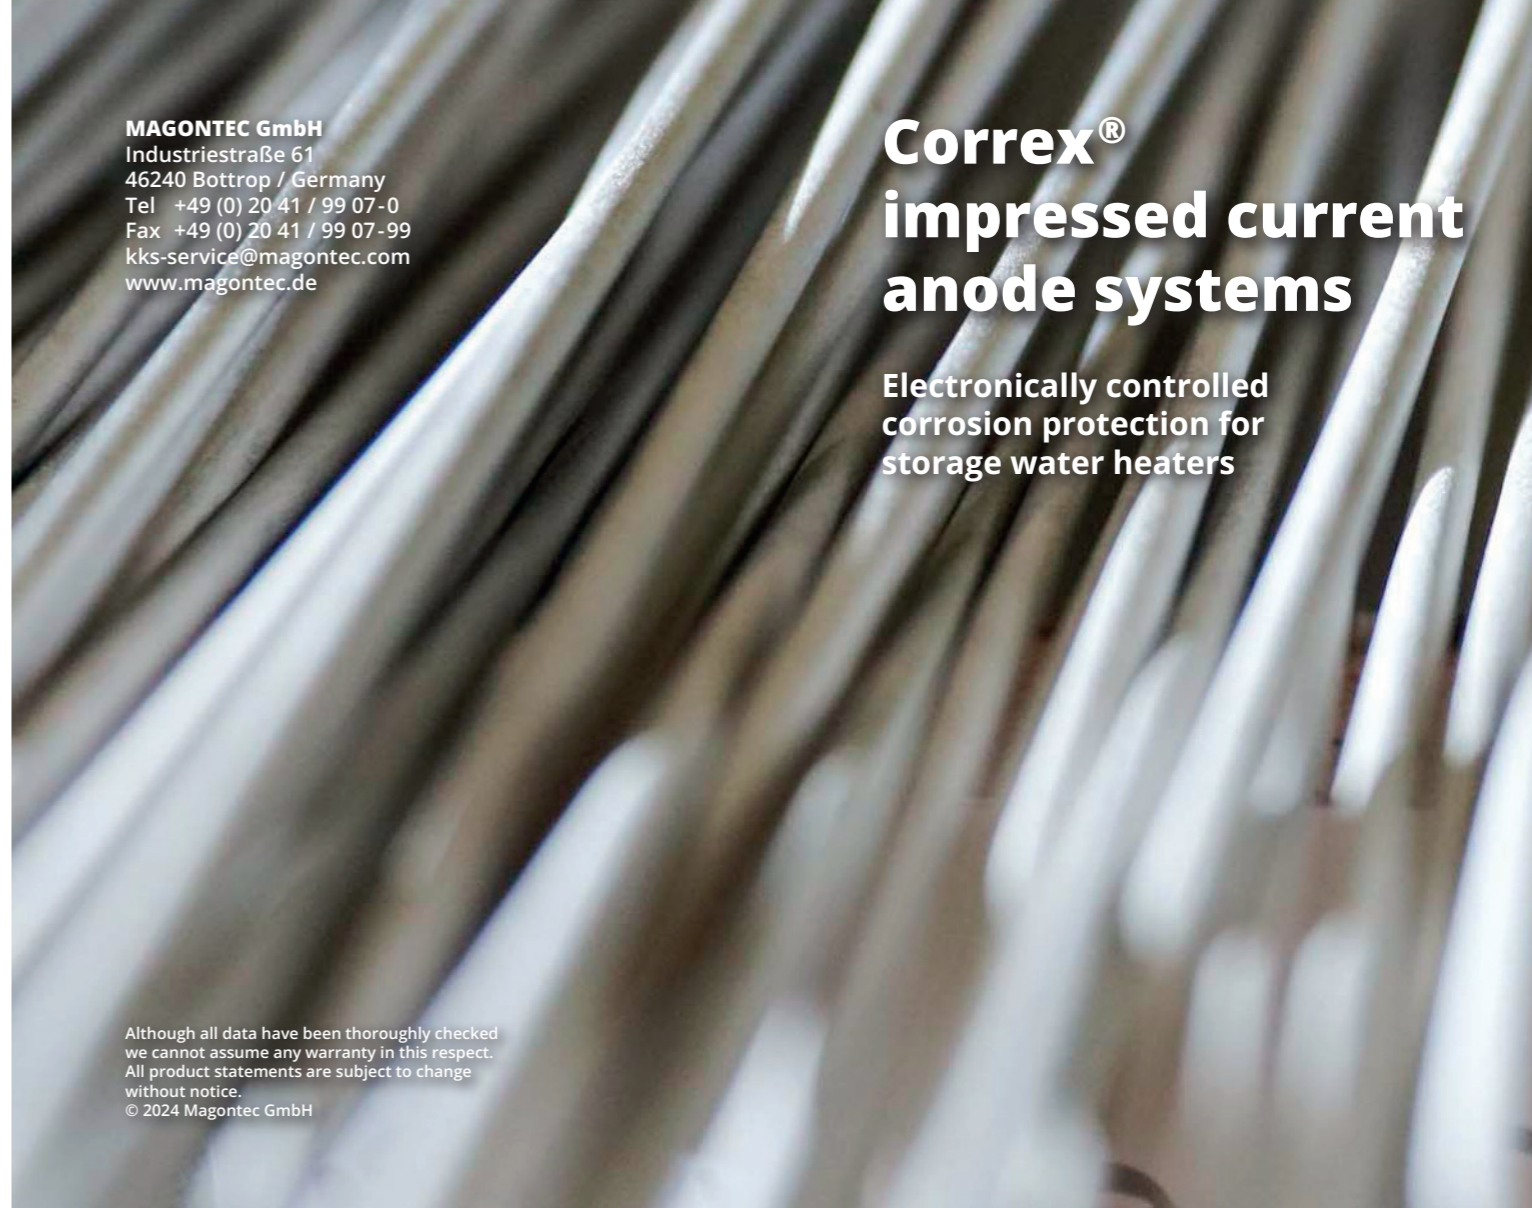 MAGONTEC GmbH
Industriestraße 61
46240 Bottrop / Germany
Tel +49 (0) 20 41 / 99 07-0
Fax +49 (0) 20 41 / 99 07-99
kks-service@magontec.com
www.magontec.de
Correx®
impressed current
anode systems
Electronically controlled
corrosion protection for
storage water heaters
Although all data have been thoroughly checked
we cannot assume any warranty in this respect.
All product statements are subject to change
without notice.
© 2024 Magontec GmbH